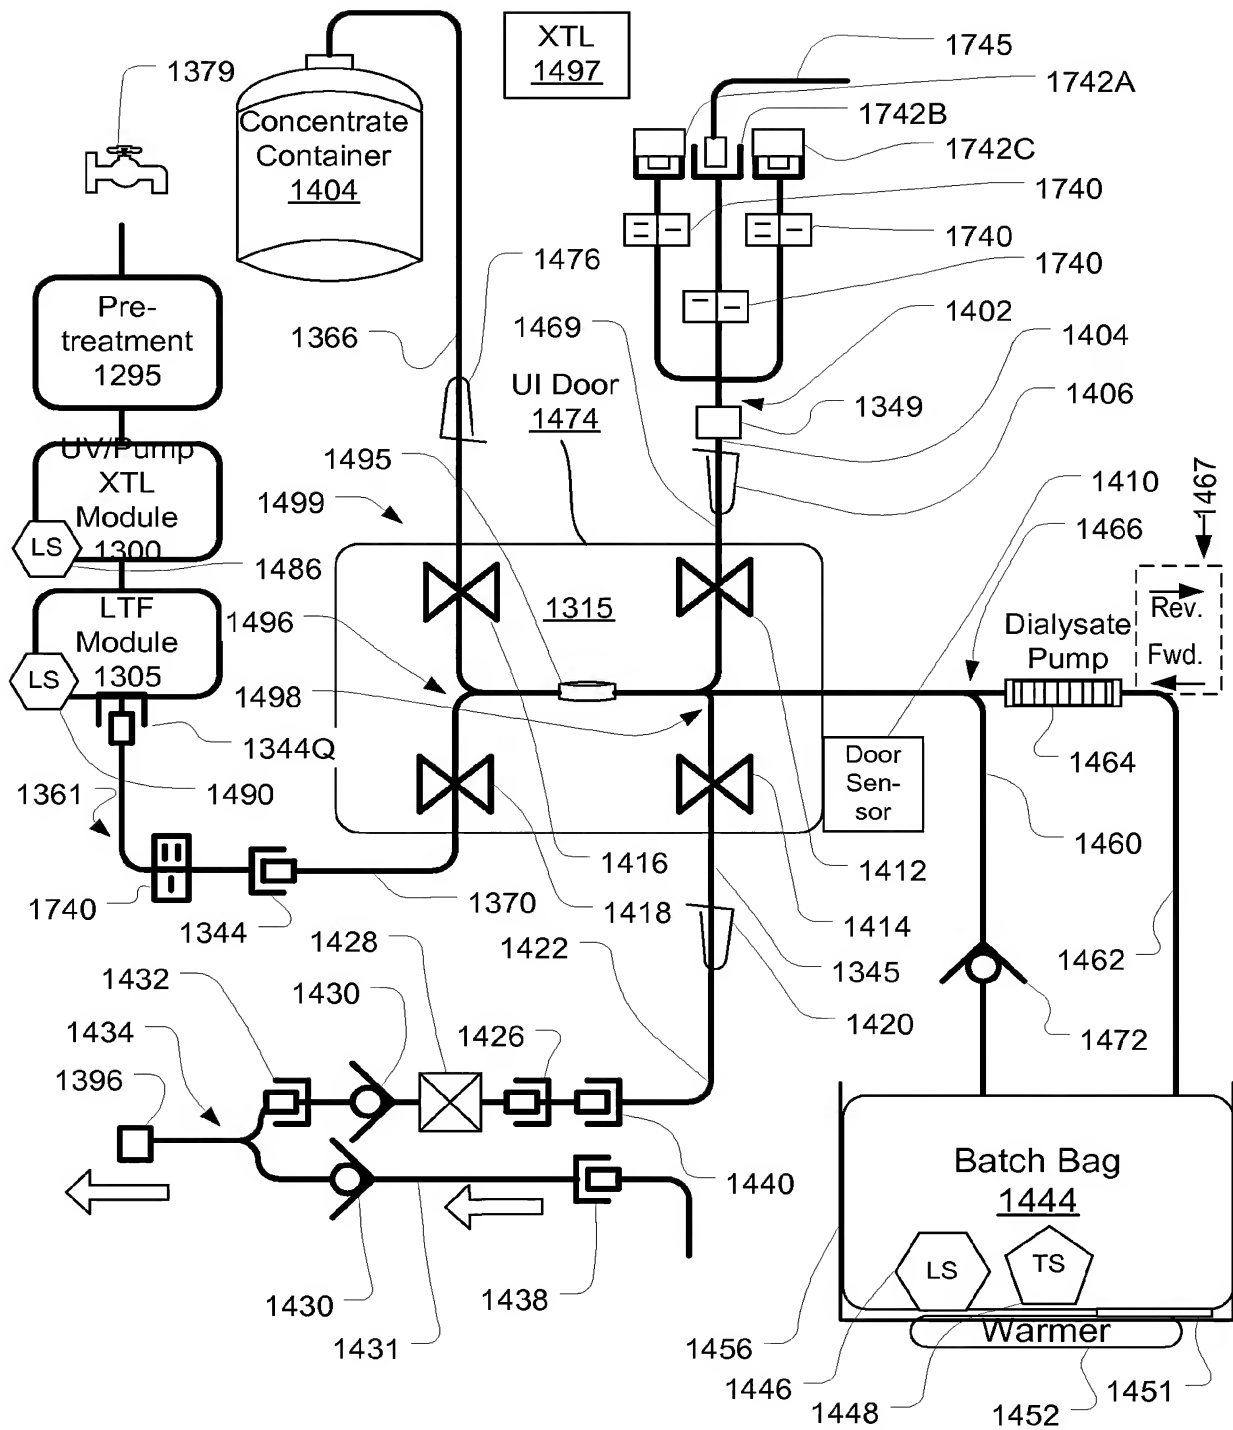 XTL
1497
1745
1379
1742A
1742B
Concentrate
Container
1404
1742C
1740
1740
1476
1740
Pre-
treatment
1295
1366
1469
1402
1404
UI Door
1474
1406
1349
UV/Pump
XTL
Module
1300
LS
1495
1499
1410
1467
1466
1486
LTF
Module
1305
LS
1496
1315
Rev.
Fwd.
Dialysate
Pump
1498
1344Q
Door
Sen-
sor
1464
1361
1490
1460
1416
1412
1740
1344
1370
1418
1414
1428
1422
1462
1432
1430
1345
1434
1426
1420
1472
1396
Batch Bag
1444
1440
LS
TS
1430
1438
1431
Warmer
1456
1446
1451
1448
1452